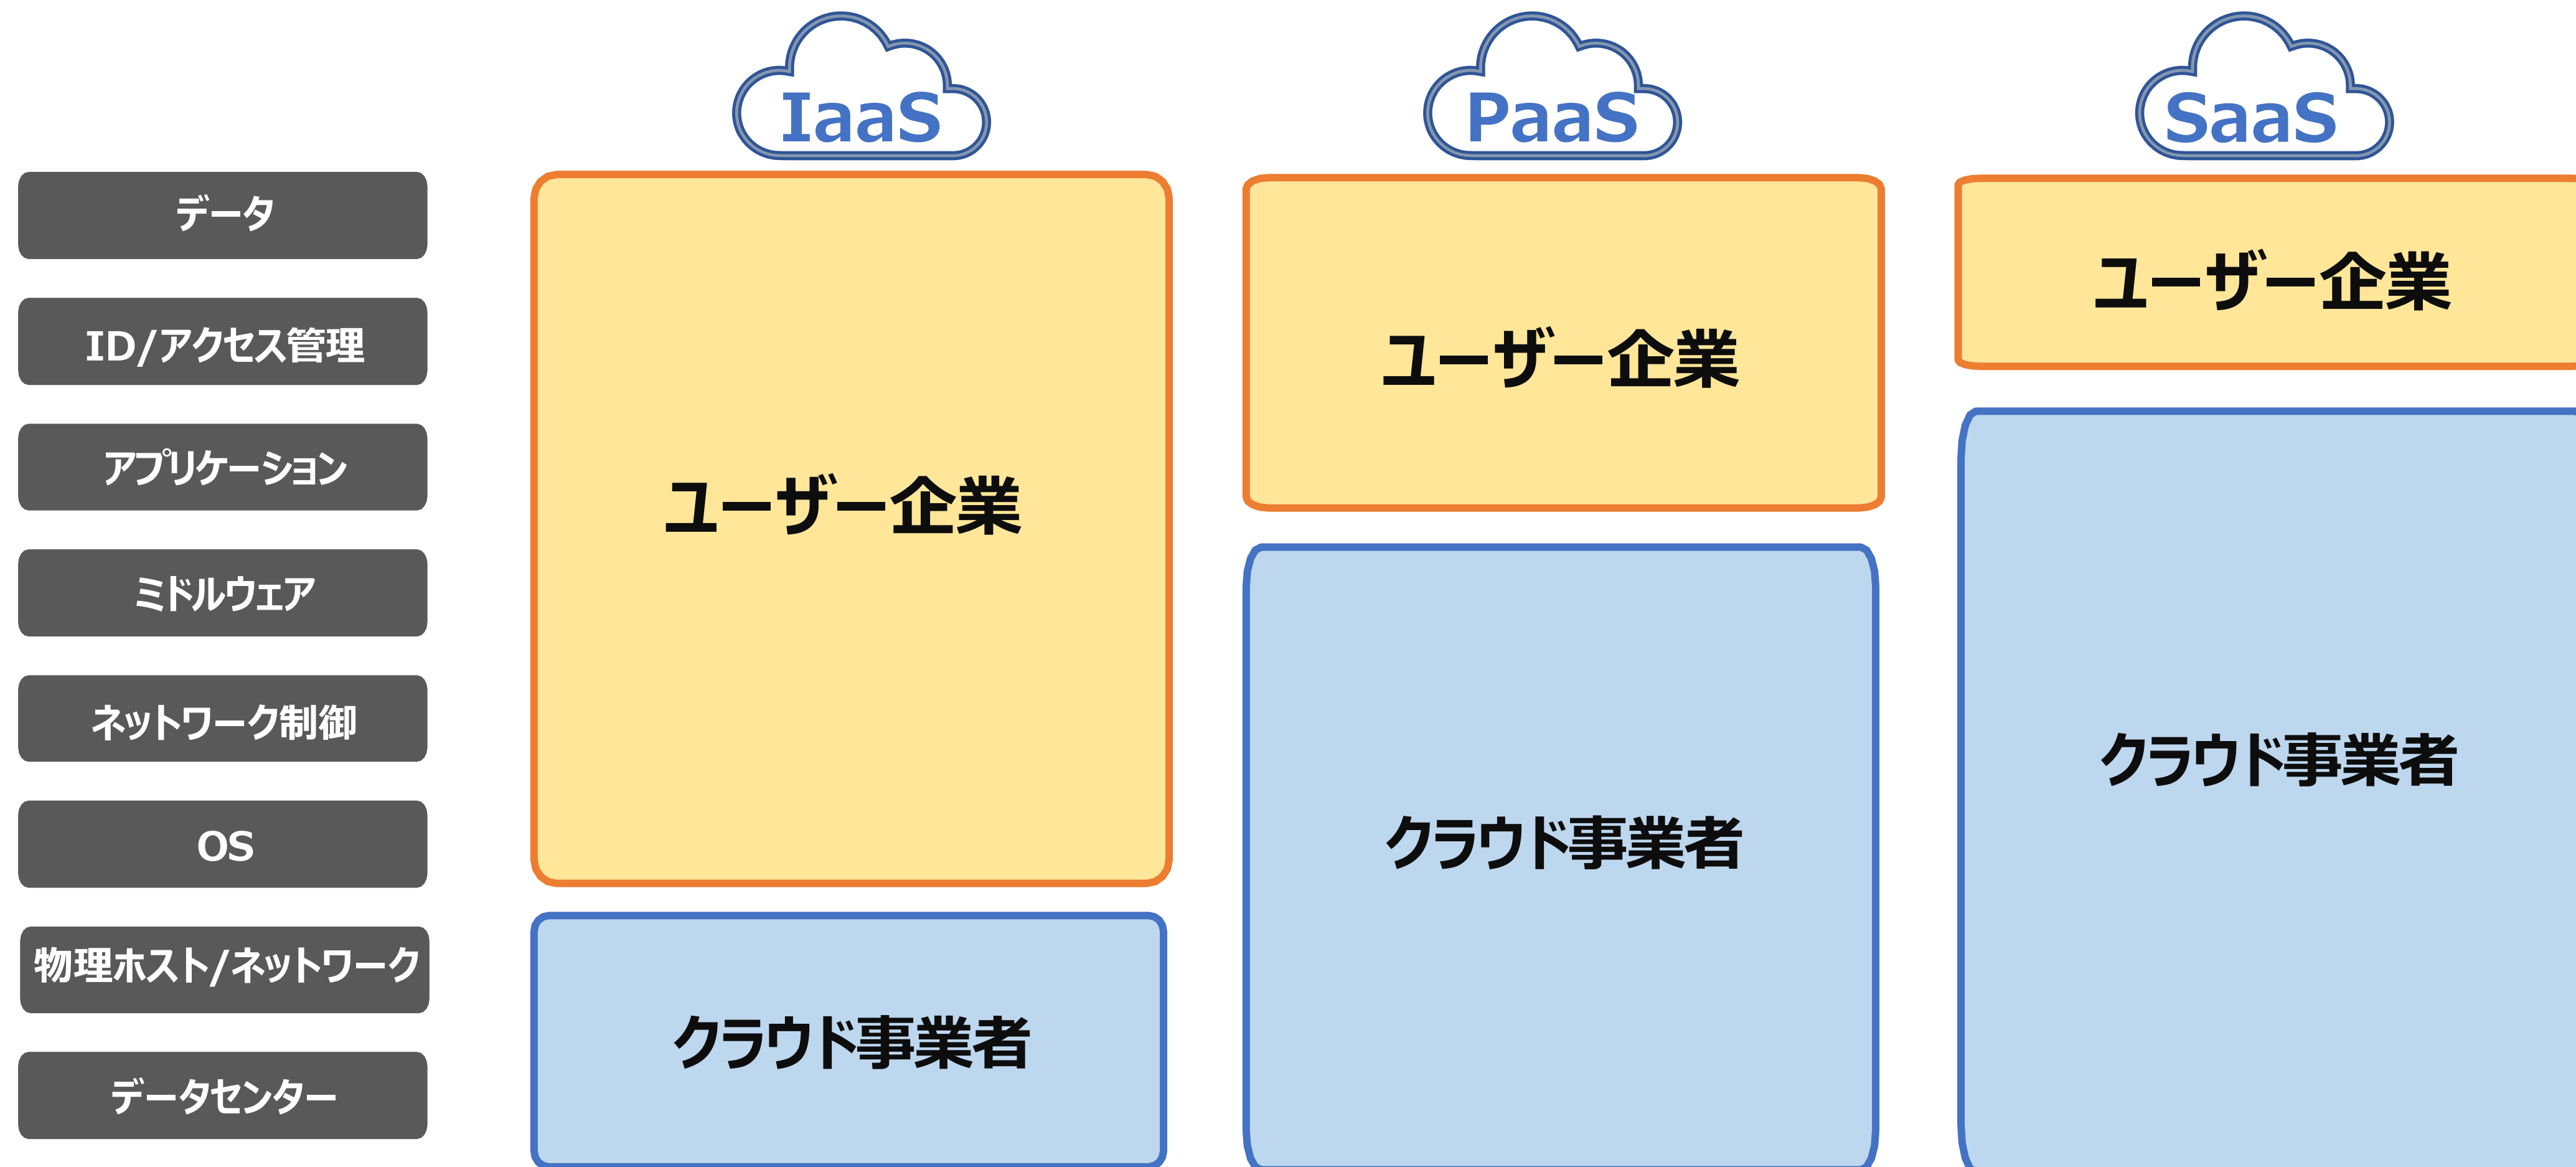 IaaS
PaaS
SaaS
データ
ID/アクセス管理
アプリケーション
ミドルウェア
ネットワーク制御
OS
物理ホスト/ネットワーク
データセンター
ユーザー企業
クラウド事業者
ユーザー企業
クラウド事業者
ユーザー企業
クラウド事業者